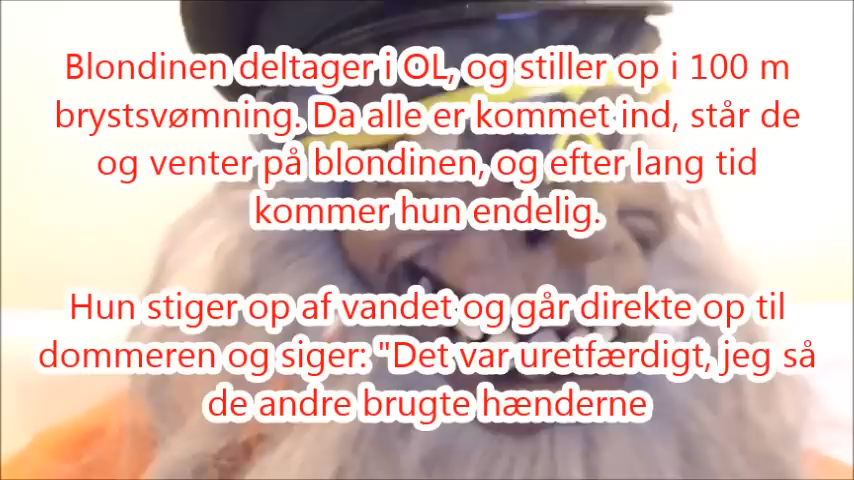 Blondinen deltager i OL, og stiller op i 100 m
brystsvømning. Da alle er kommet ind, står de
og venter på blondinen, og efter lang tid
kommer hun endelig.
Hun stiger op af vandet og går direkte op til
dommeren og siger: "Det var uretfærdigt, jeg så
de andre brugte hænderne